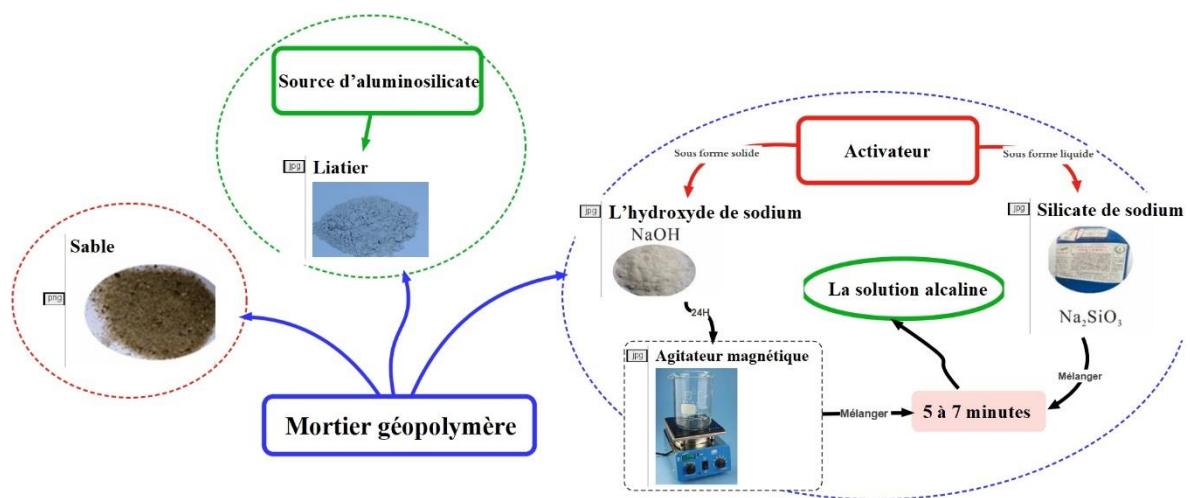 Source d'aluminosilicate
jpg
Liatier
Sable
png
Mortier géopolymère
Activateur
Sous forme solide
Sous forme liquide
jpg
L'hydroxyde de sodium
NaOH
jpg
Silicate de sodium
Na₂SiO₃
La solution alcaline
24H
jpg
Agitateur magnétique
Mélanger
Mélanger
5 à 7 minutes